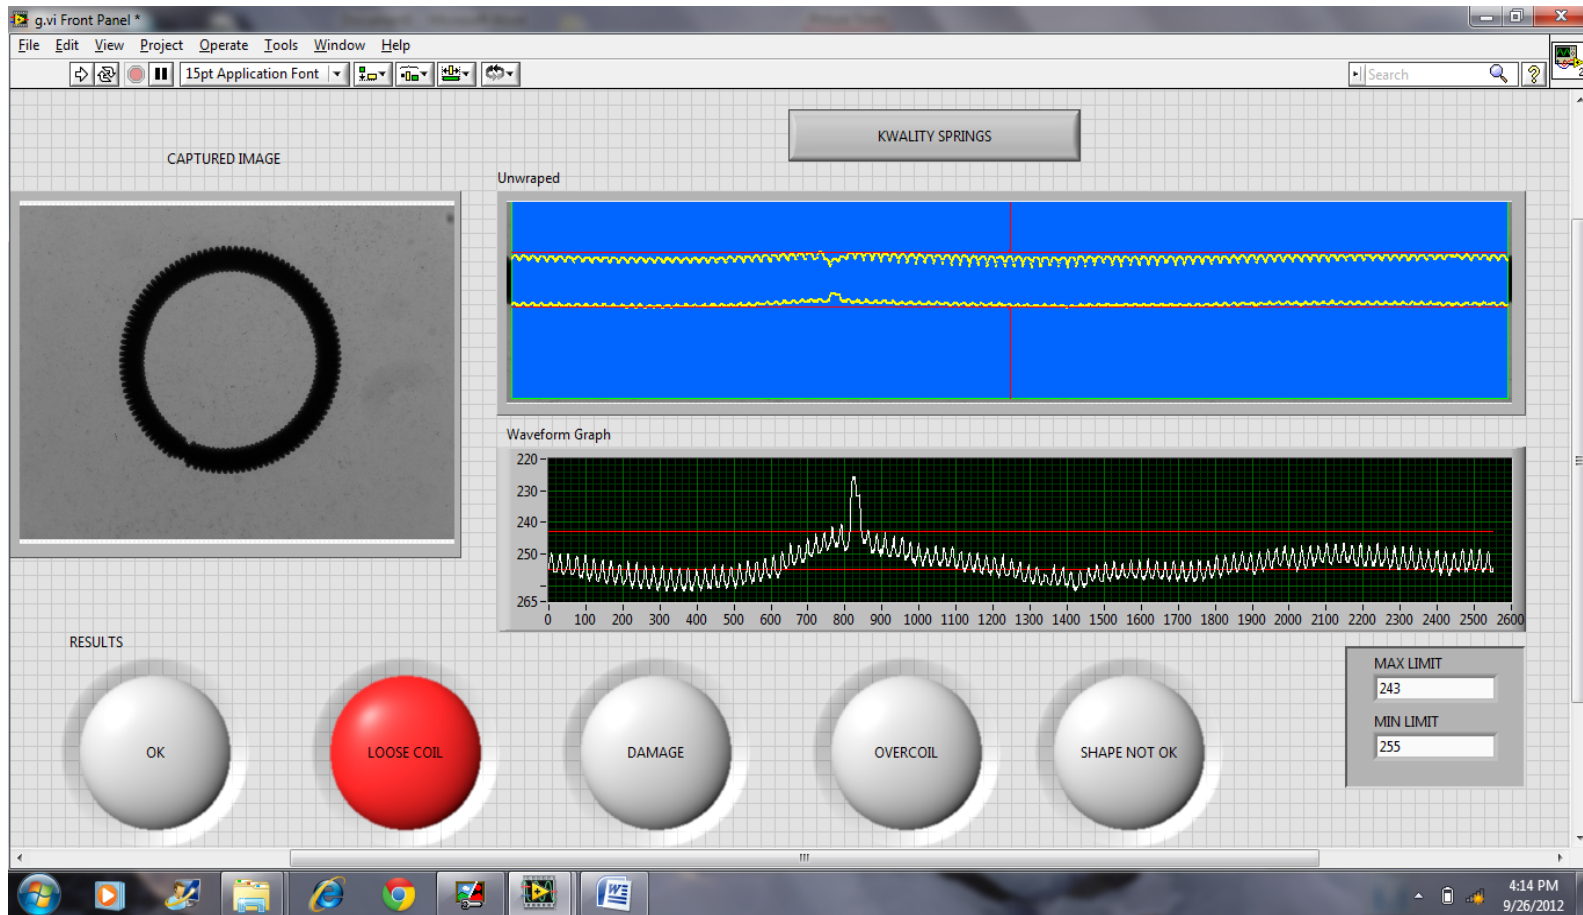 g.vi Front Panel *
File Edit View Project Operate Tools Window Help
15pt Application Font
Search
?
2
KWALITY SPRINGS
CAPTURED IMAGE
Unwraped
Waveform Graph
220
230
240
250
265
0 100 200 300 400 500 600 700 800 900 1000 1100 1200 1300 1400 1500 1600 1700 1800 1900 2000 2100 2200 2300 2400 2500 2600
RESULTS
OK
LOOSE COIL
DAMAGE
OVERCOIL
SHAPE NOT OK
MAX LIMIT
243
MIN LIMIT
255
4:14 PM
9/26/2012